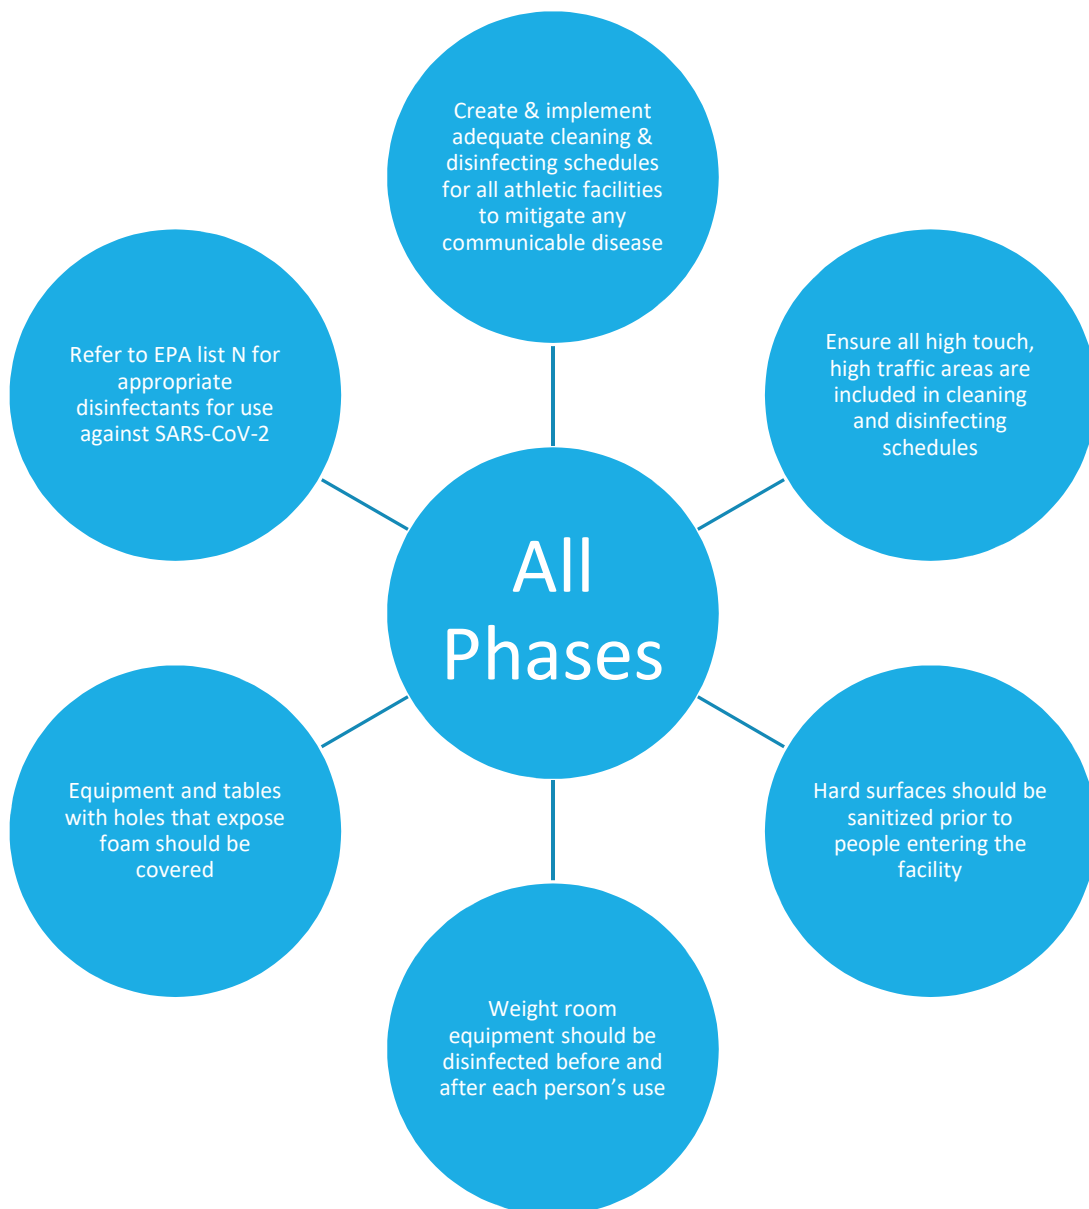 Create & implement
adequate cleaning &
disinfecting schedules
for all athletic facilities
to mitigate any
communicable disease
Ensure all high touch,
high traffic areas are
included in cleaning
and disinfecting
schedules
Hard surfaces should be
sanitized prior to
people entering the
facility
Weight room
equipment should be
disinfected before and
after each person’s use
Equipment and tables
with holes that expose
foam should be
covered
Refer to EPA list N for
appropriate
disinfectants for use
against SARS-CoV-2
All
Phases